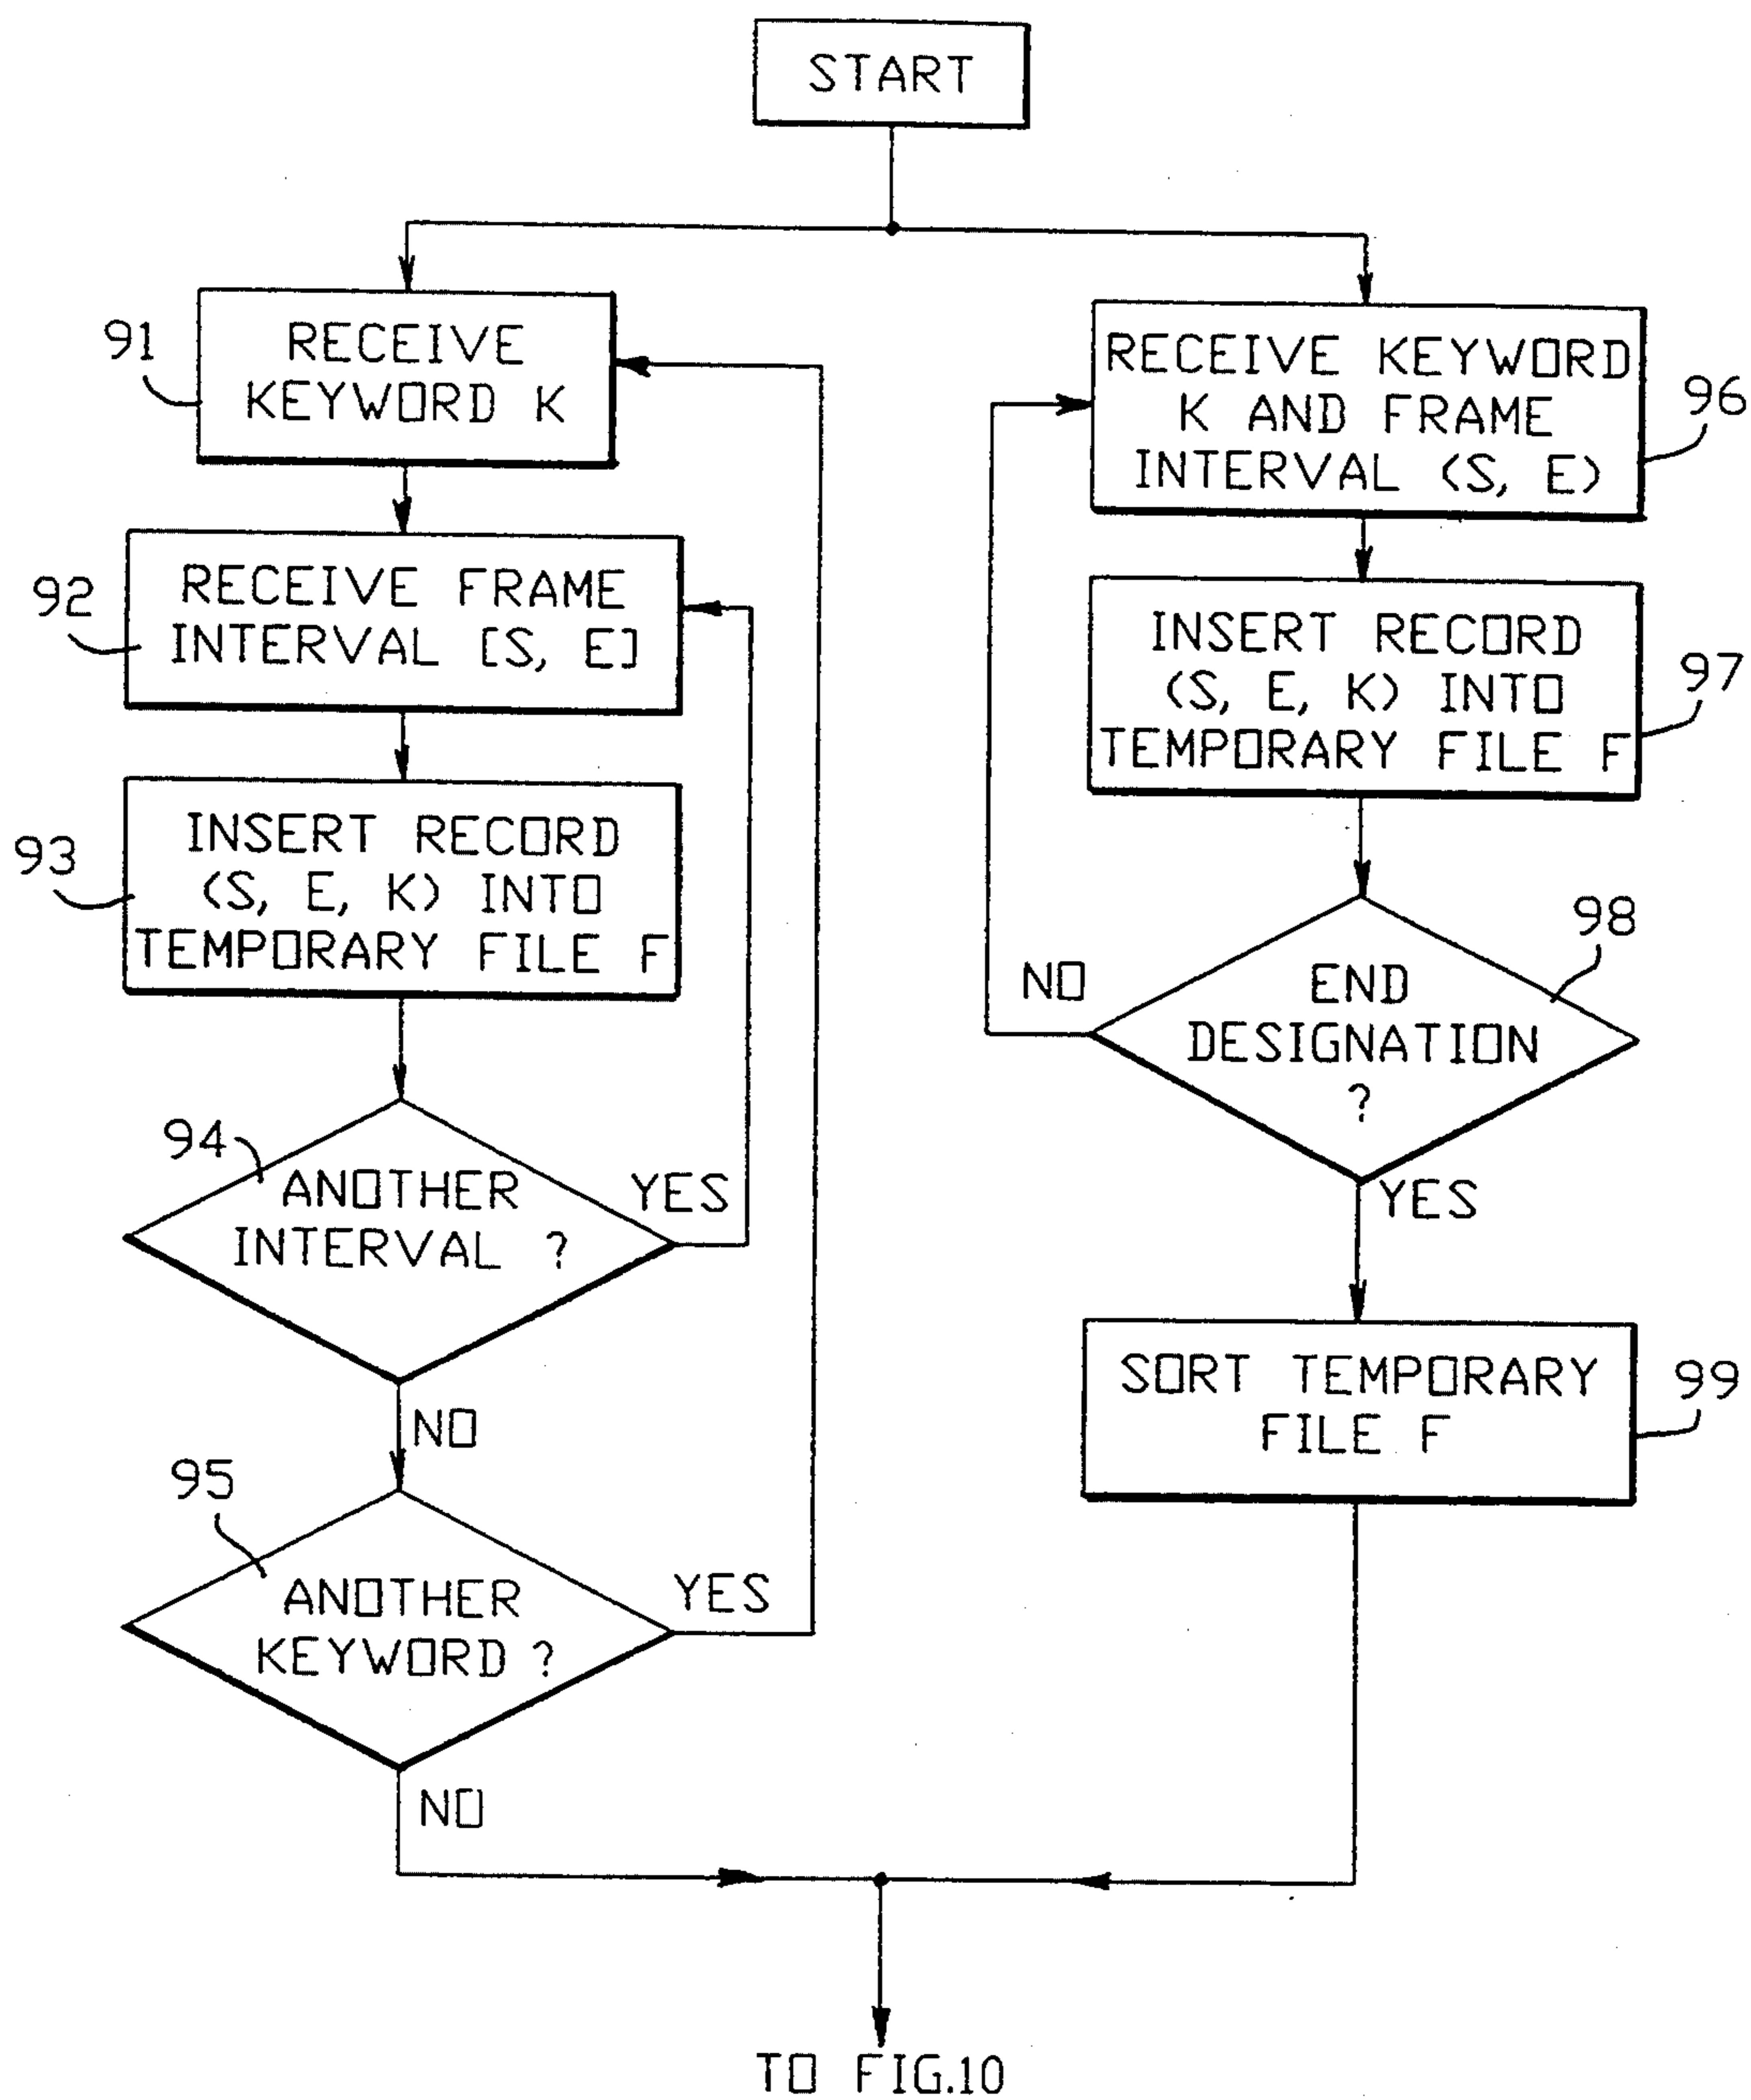 START
91
RECEIVE
KEYWORD K
92
RECEIVE FRAME
INTERVAL [S, E]
93
INSERT RECORD
(S, E, K) INTO
TEMPORARY FILE F
94
ANOTHER
INTERVAL ?
YES
NO
95
ANOTHER
KEYWORD ?
YES
NO
RECEIVE KEYWORD
K AND FRAME
INTERVAL (S, E)
96
INSERT RECORD
(S, E, K) INTO
TEMPORARY FILE F
97
98
END
DESIGNATION
?
NO
YES
SORT TEMPORARY
FILE F
99
TO FIG.10